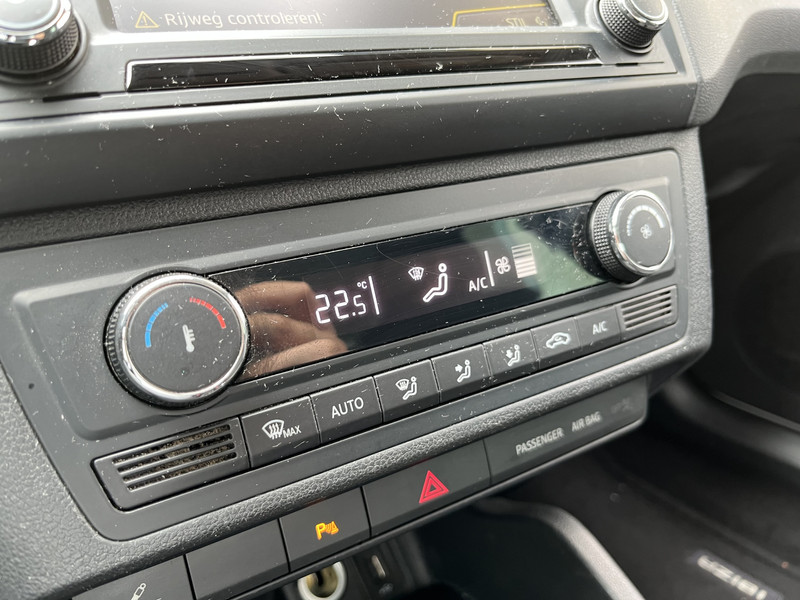 Rijweg controleren!
22.5 °C
A/C
MAX
AUTO
A/C
PASSENGER AIR BAG
P